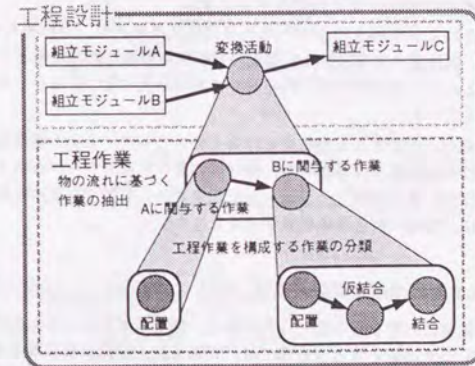 工程設計
組立モジュールA
変換活動
組立モジュールC
組立モジュールB
工程作業
物の流れに基づく
作業の抽出
Bに関与する作業
Aに関与する作業
工程作業を構成する作業の分類
配置
配置
仮結合
結合